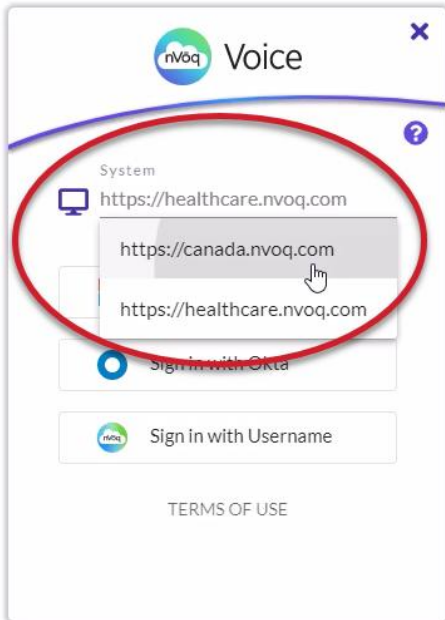 nVoq Voice
System
https://healthcare.nvoq.com
https://canada.nvoq.com
https://healthcare.nvoq.com
Sign in with Okta
nVoq Sign in with Username
TERMS OF USE